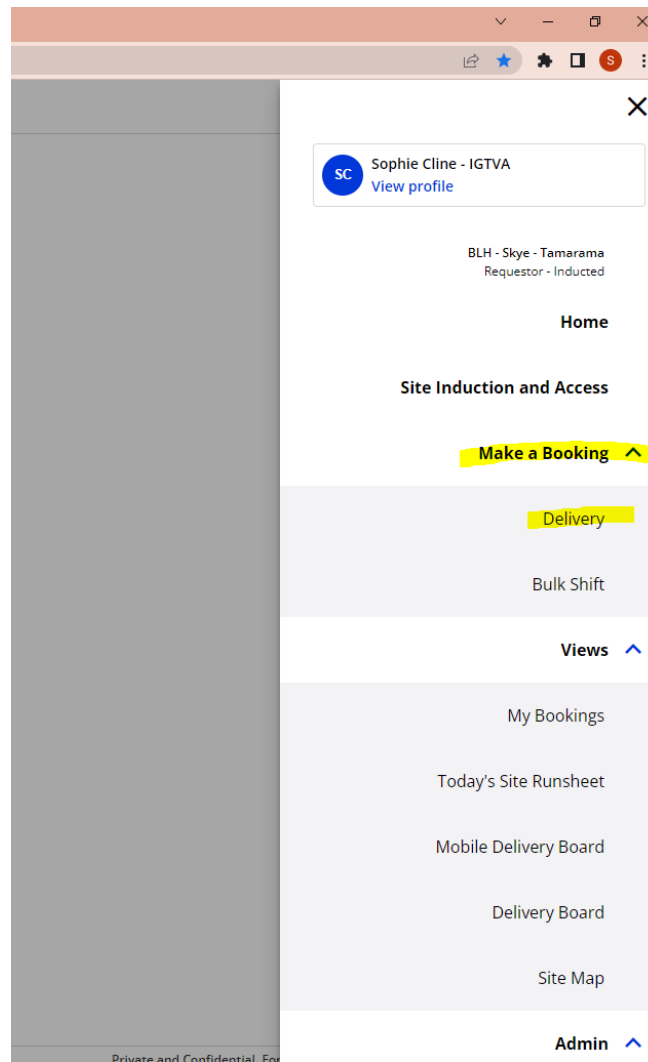 S
SC
Sophie Cline - IGTVA
View profile
BLH - Skye - Tamarama
Requestor - Inducted
Home
Site Induction and Access
Make a Booking
Delivery
Bulk Shift
Views
My Bookings
Today's Site Runsheet
Mobile Delivery Board
Delivery Board
Site Map
Admin
Private and Confidential. For